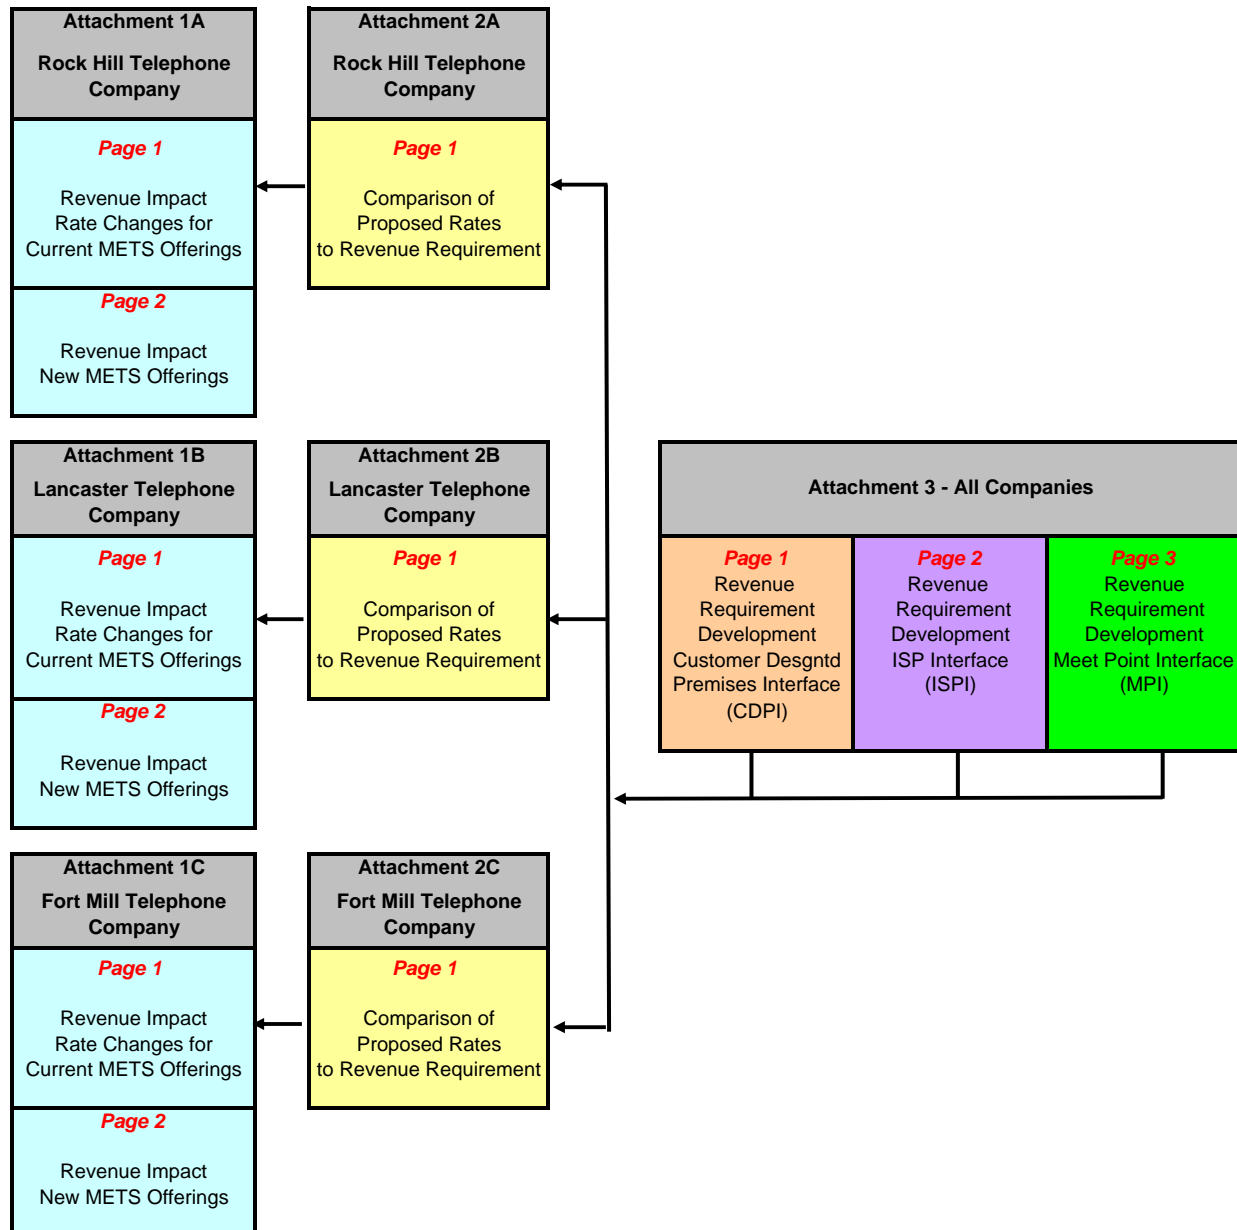 Attachment 1A
Rock Hill Telephone
Company
Page 1
Revenue Impact
Rate Changes for
Current METS Offerings
Page 2
Revenue Impact
New METS Offerings
Attachment 2A
Rock Hill Telephone
Company
Page 1
Comparison of
Proposed Rates
to Revenue Requirement
Attachment 1B
Lancaster Telephone
Company
Page 1
Revenue Impact
Rate Changes for
Current METS Offerings
Page 2
Revenue Impact
New METS Offerings
Attachment 2B
Lancaster Telephone
Company
Page 1
Comparison of
Proposed Rates
to Revenue Requirement
Attachment 3 - All Companies
Page 1
Revenue
Requirement
Development
Customer Desgntd
Premises Interface
(CDPI)
Page 2
Revenue
Requirement
Development
ISP Interface
(ISPI)
Page 3
Revenue
Requirement
Development
Meet Point Interface
(MPI)
Attachment 1C
Fort Mill Telephone
Company
Page 1
Revenue Impact
Rate Changes for
Current METS Offerings
Page 2
Revenue Impact
New METS Offerings
Attachment 2C
Fort Mill Telephone
Company
Page 1
Comparison of
Proposed Rates
to Revenue Requirement